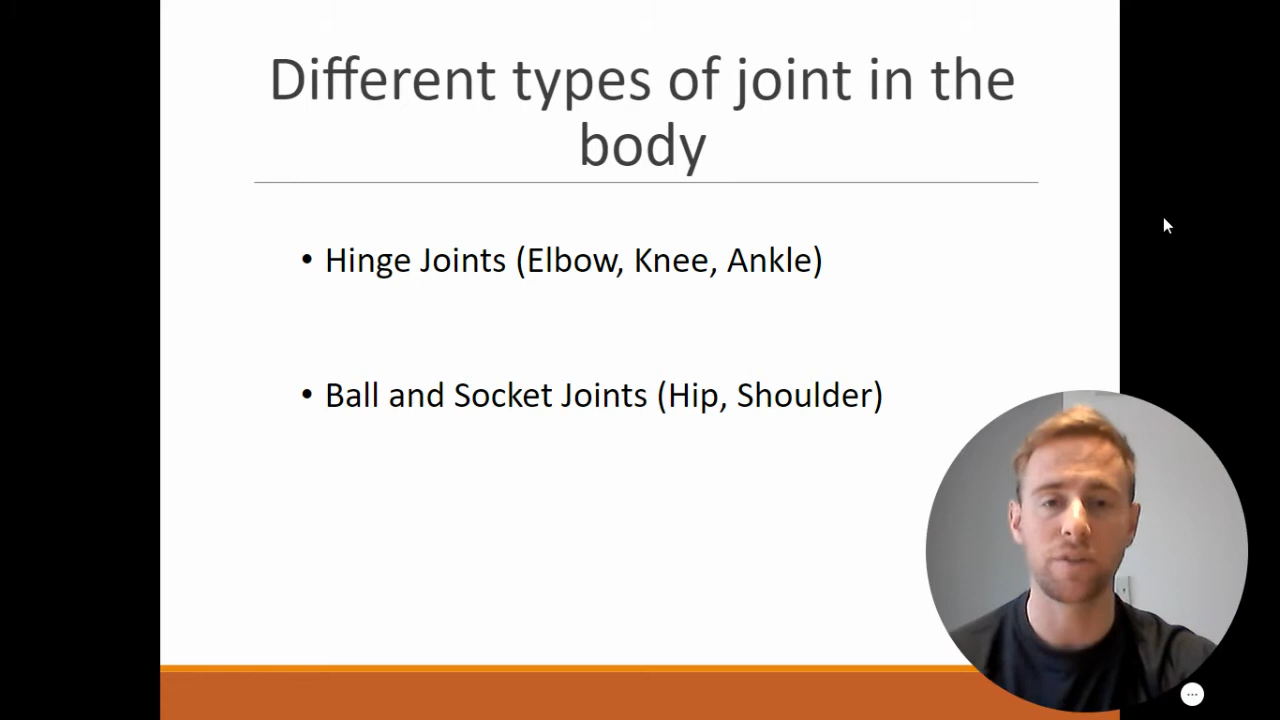 Different types of joint in the
body
• Hinge Joints (Elbow, Knee, Ankle)
• Ball and Socket Joints (Hip, Shoulder)